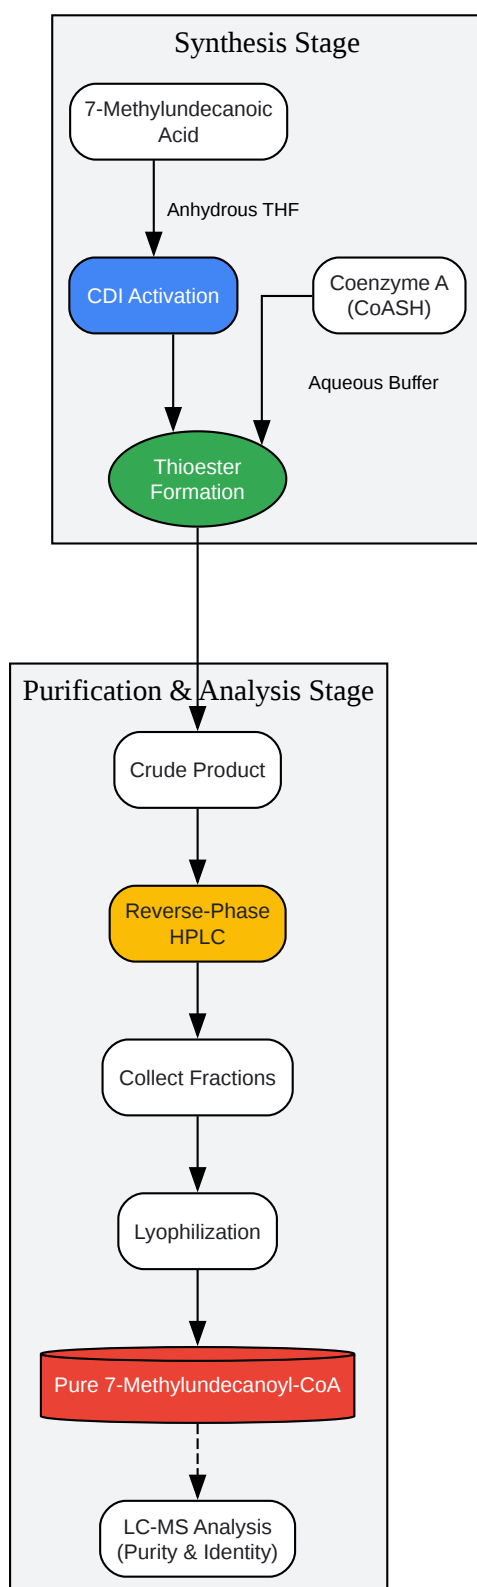 Synthesis Stage
7-Methylundecanoic
Acid
Anhydrous THF
CDI Activation
Coenzyme A
(CoASH)
Aqueous Buffer
Thioester
Formation
Purification & Analysis Stage
Crude Product
Reverse-Phase
HPLC
Collect Fractions
Lyophilization
Pure 7-Methylundecanoyl-CoA
LC-MS Analysis
(Purity & Identity)